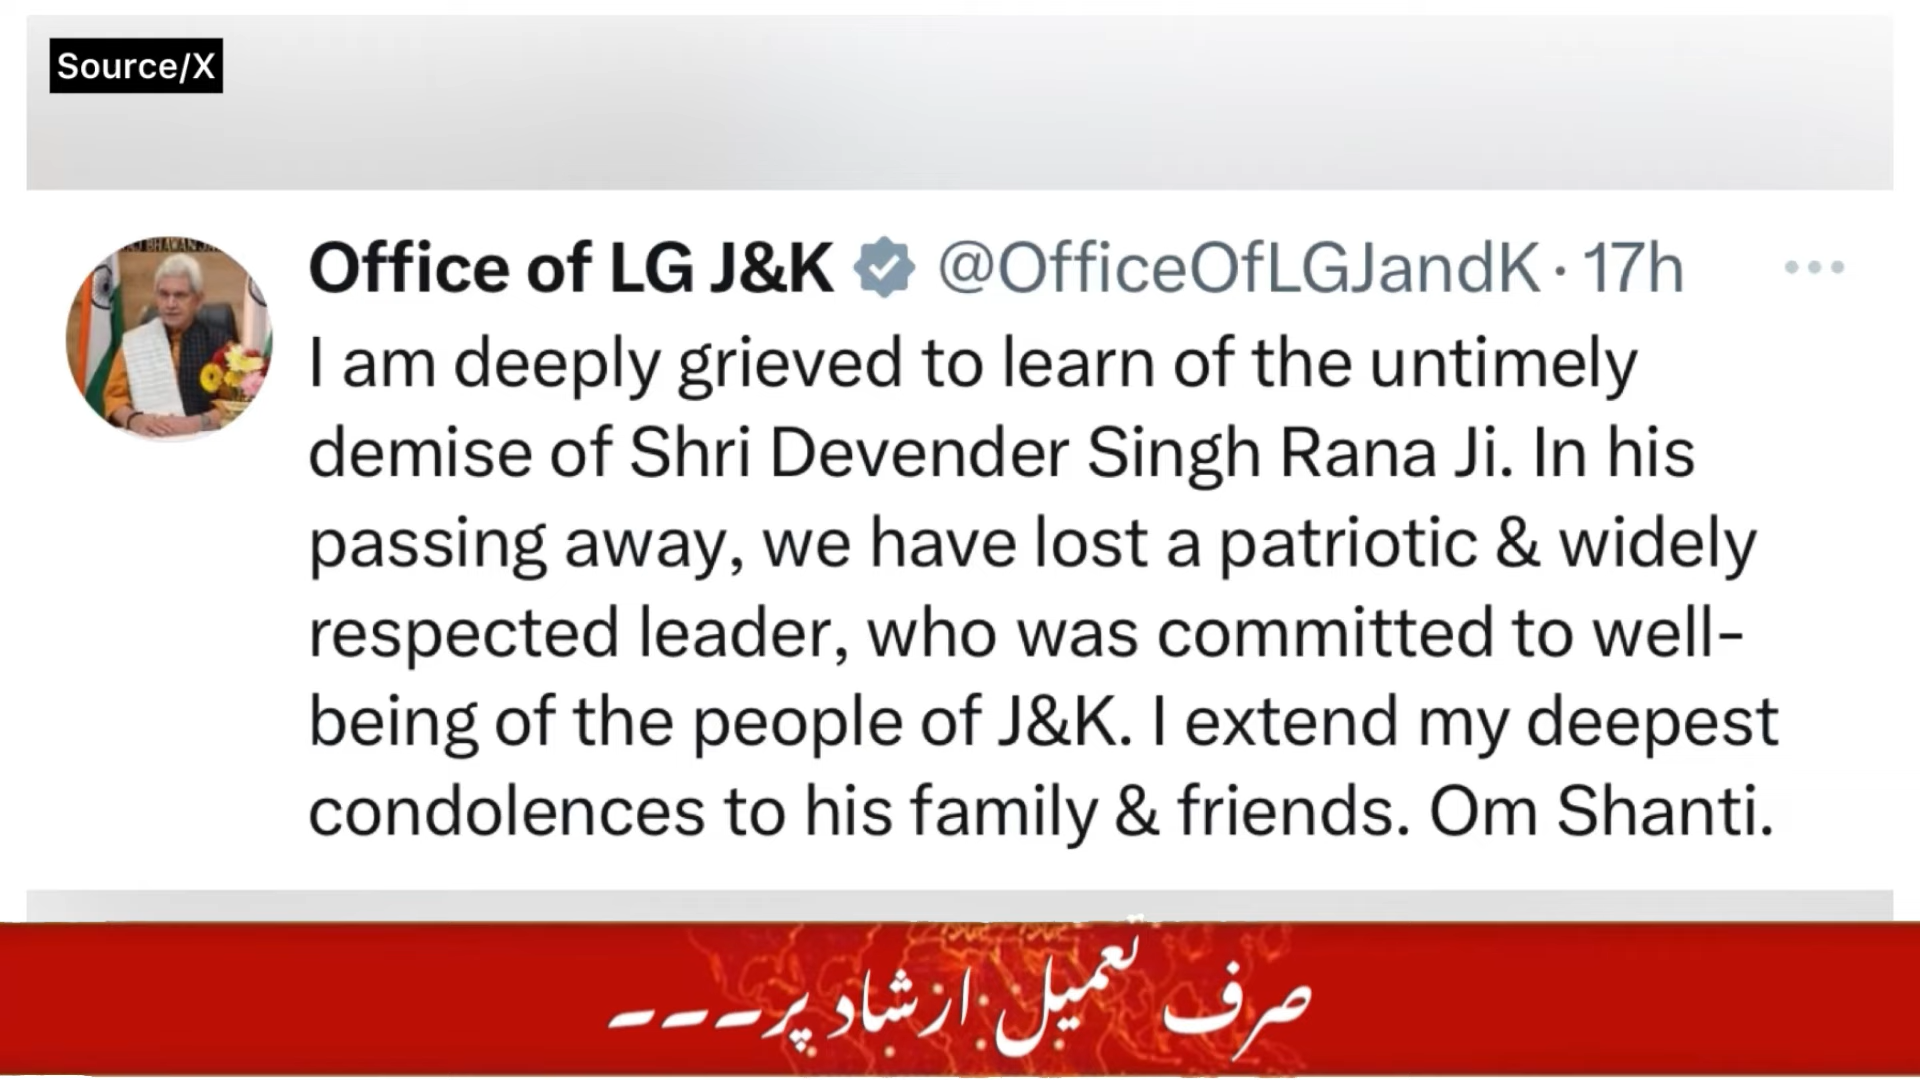 Source/X
Office of LG J&K @OfficeOfLGJandK · 17h
I am deeply grieved to learn of the untimely
demise of Shri Devender Singh Rana Ji. In his
passing away, we have lost a patriotic & widely
respected leader, who was committed to well-
being of the people of J&K. I extend my deepest
condolences to his family & friends. Om Shanti.
صرف تعمیل ارشاد پر۔۔۔